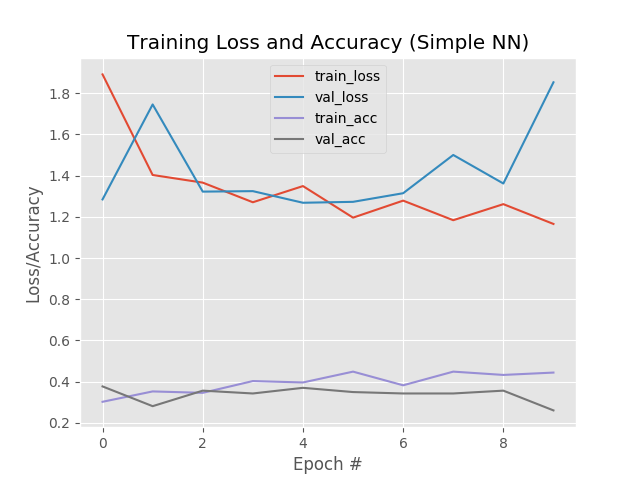 Training Loss and Accuracy (Simple NN)
train_loss
val_loss
train_acc
val_acc
Loss/Accuracy
1.8
1.6
1.4
1.2
1.0
0.8
0.6
0.4
0.2
0 2 4 6 8
Epoch #